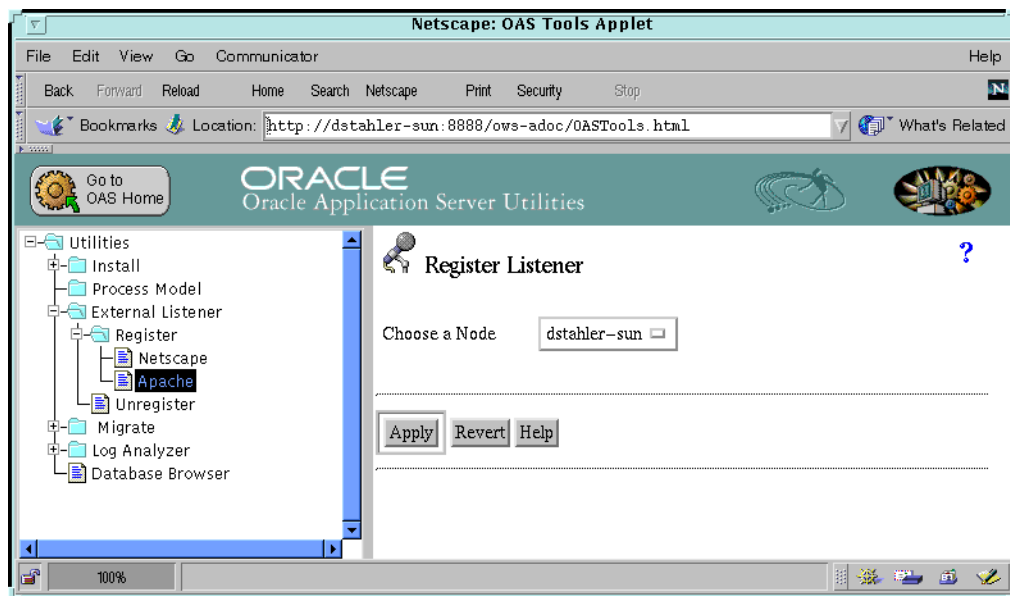 Netscape: OAS Tools Applet
File Edit View Go Communicator Help
Back Forward Reload Home Search Netscape Print Security Stop N
Bookmarks Location: http://dstahler-sun:8888/ows-adoc/OASTools.html What's Related
Go to
OAS Home
ORACLE
Oracle Application Server Utilities
Utilities
Install
Process Model
External Listener
Register
Netscape
Apache
Unregister
Migrate
Log Analyzer
Database Browser
Register Listener ?
Choose a Node dstahler-sun
Apply Revert Help
100%